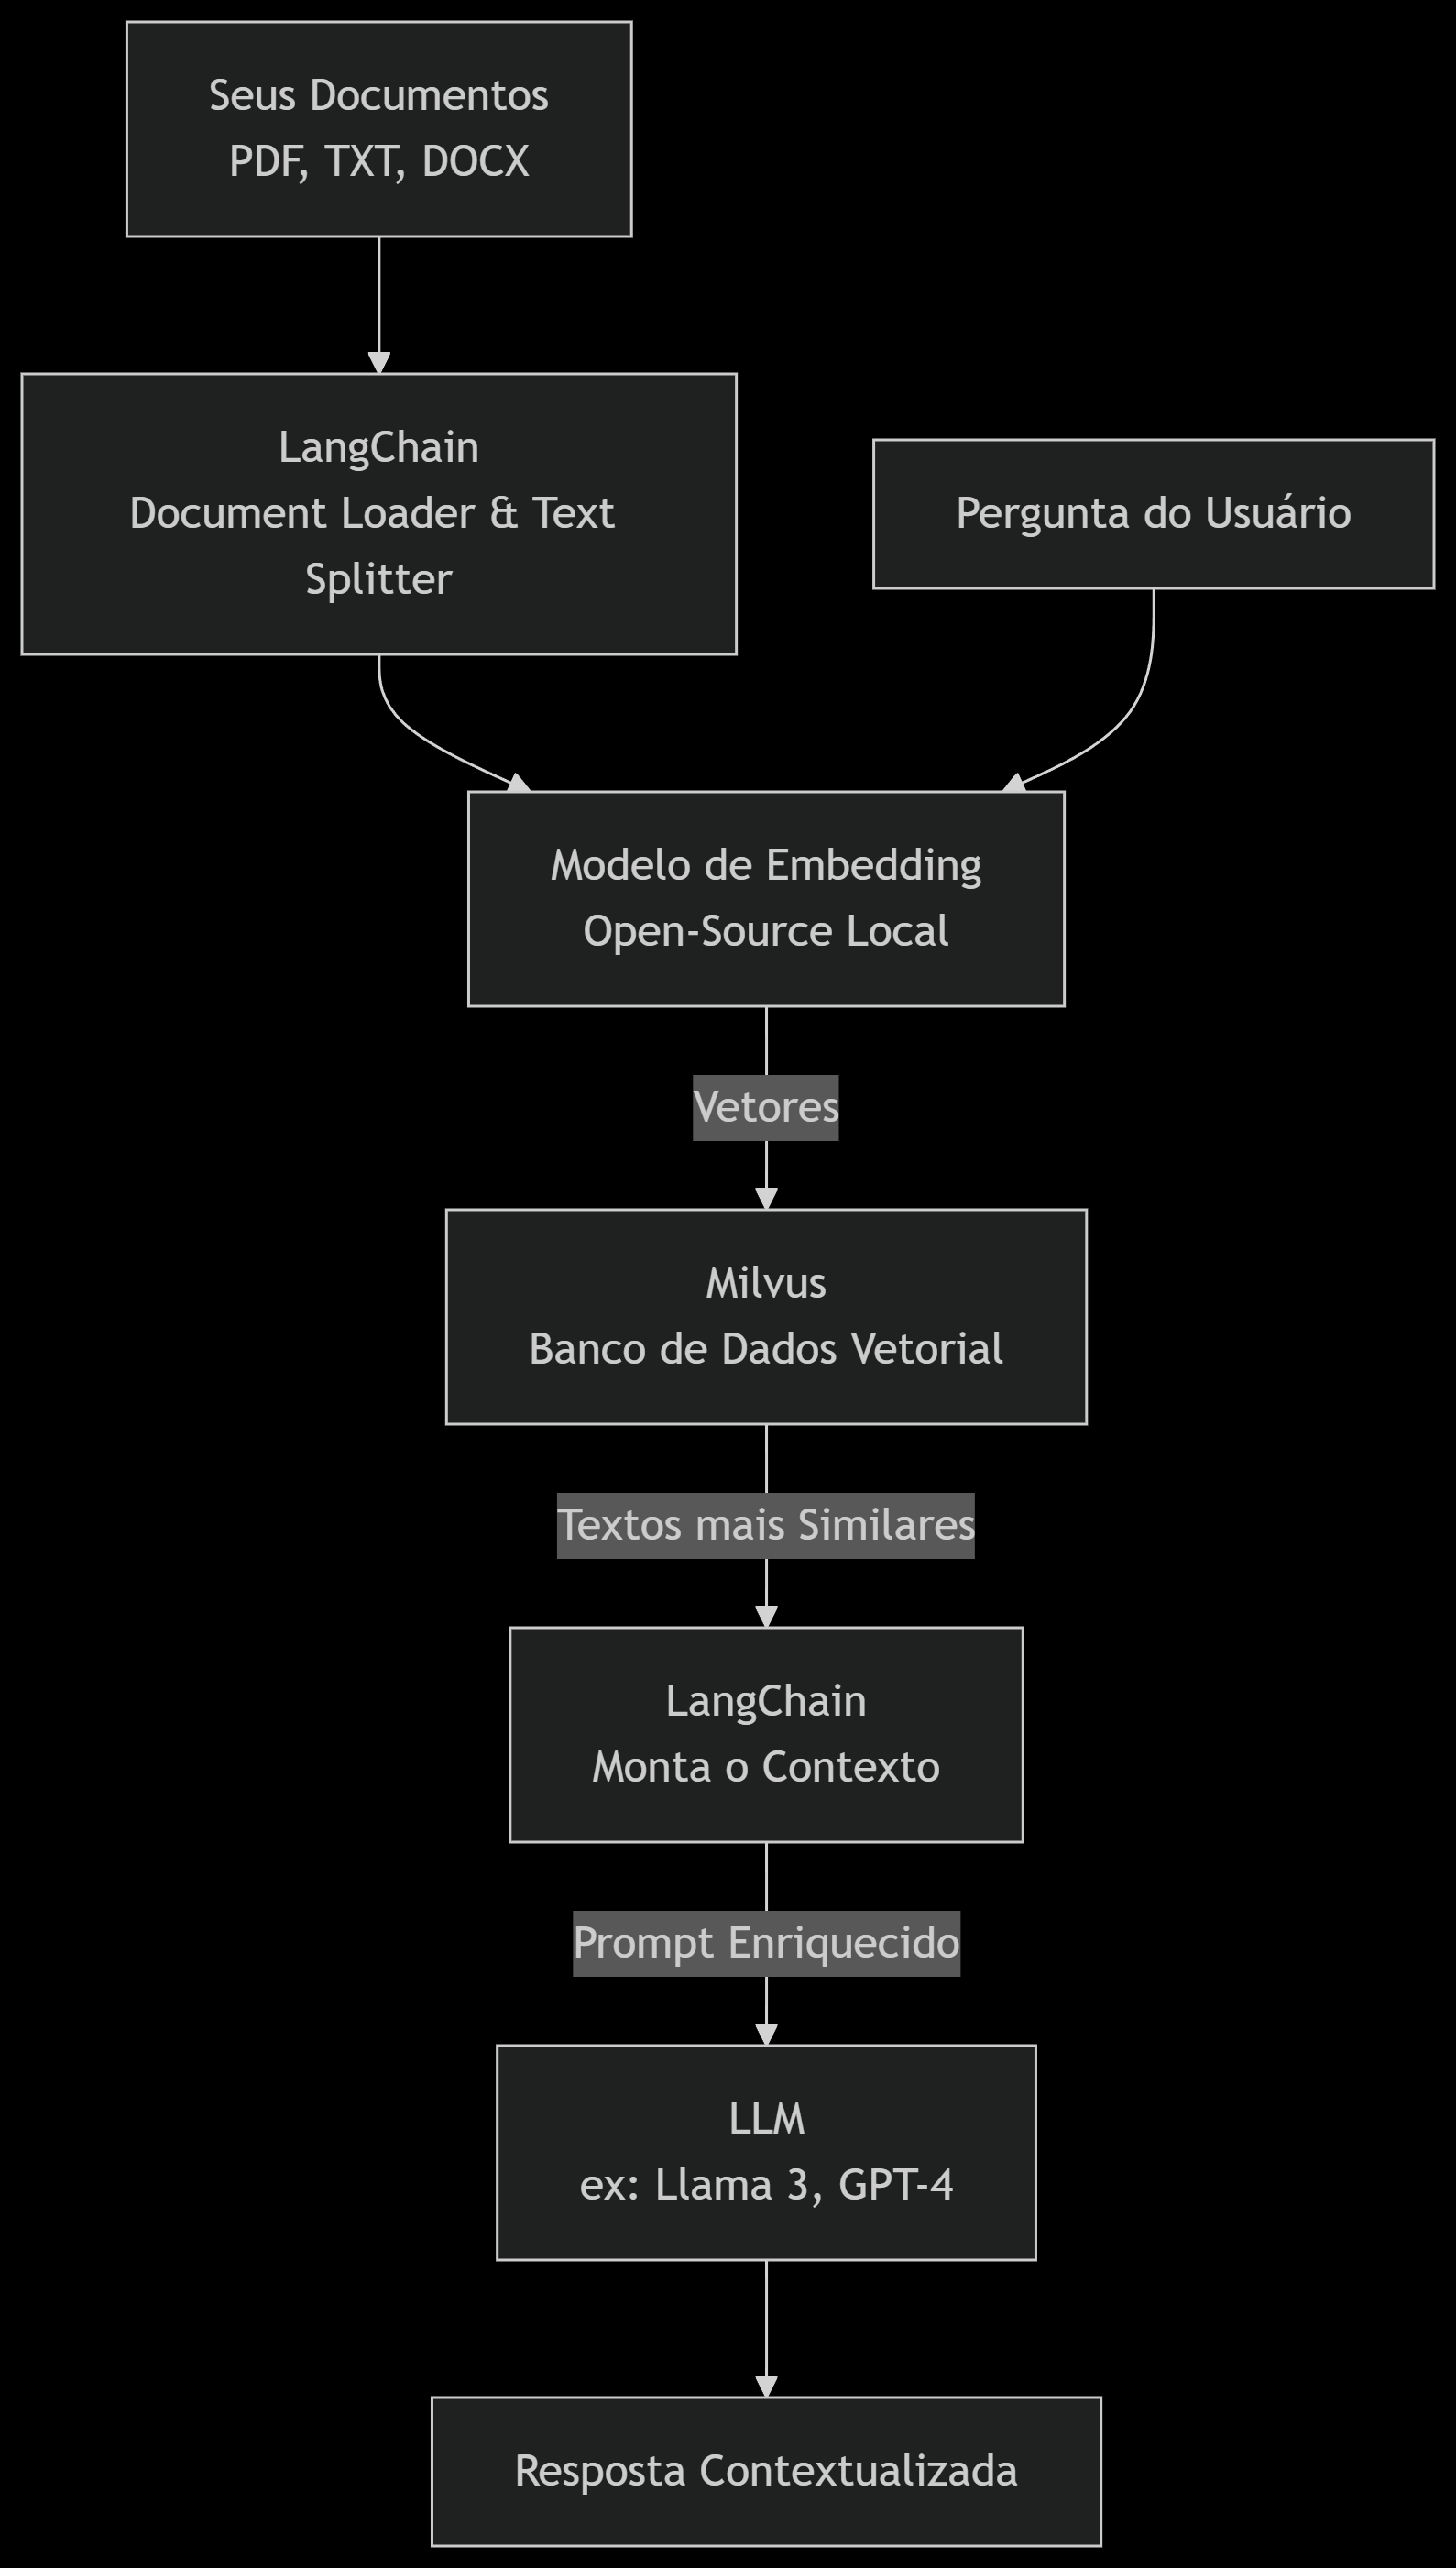 Seus Documentos
PDF, TXT, DOCX
LangChain
Document Loader & Text
Splitter
Pergunta do Usuário
Modelo de Embedding
Open-Source Local
Vetores
Milvus
Banco de Dados Vetorial
Textos mais Similares
LangChain
Monta o Contexto
Prompt Enriquecido
LLM
ex: Llama 3, GPT-4
Resposta Contextualizada